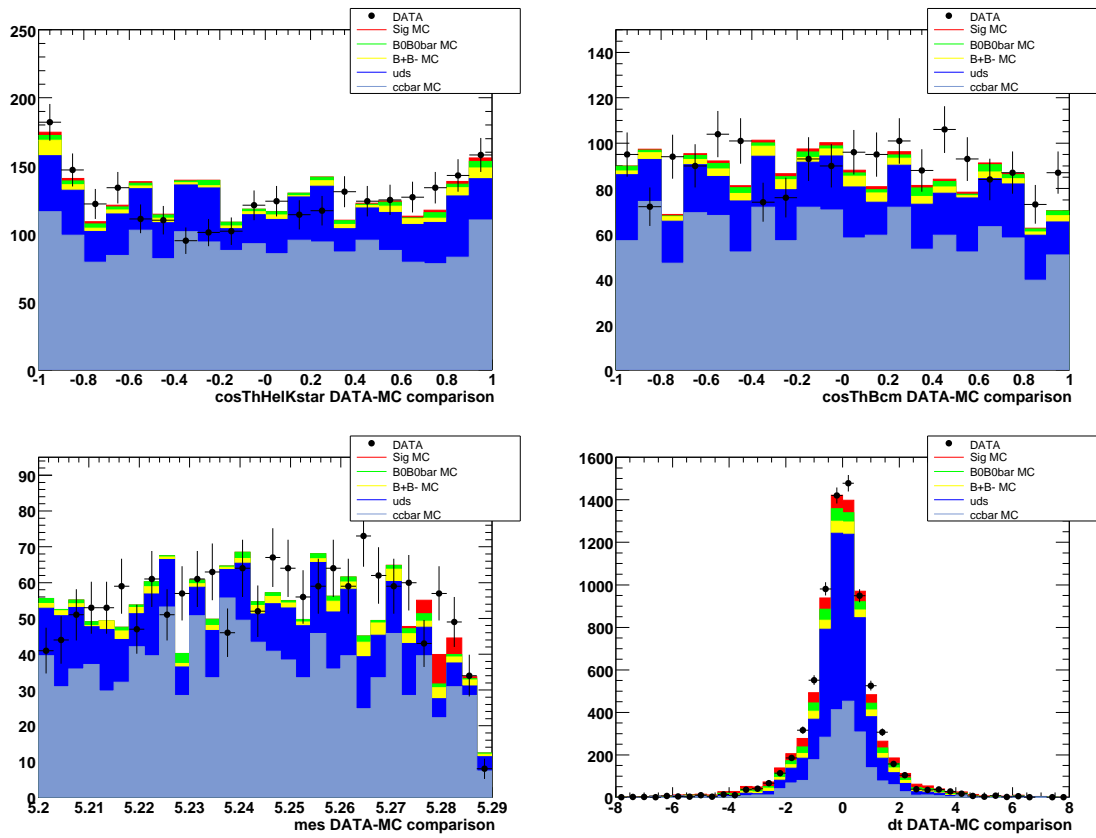 250
200
150
100
50
0
-1 -0.8 -0.6 -0.4 -0.2 -0 0.2 0.4 0.6 0.8 1
cosThHelKstar DATA-MC comparison
DATA
Sig MC
B0B0bar MC
B+B- MC
uds
ccbar MC
140
120
100
80
60
40
20
0
-1 -0.8 -0.6 -0.4 -0.2 -0 0.2 0.4 0.6 0.8 1
cosThBcm DATA-MC comparison
DATA
Sig MC
B0B0bar MC
B+B- MC
uds
ccbar MC
90
80
70
60
50
40
30
20
10
0
5.2 5.21 5.22 5.23 5.24 5.25 5.26 5.27 5.28 5.29
mes DATA-MC comparison
DATA
Sig MC
B0B0bar MC
B+B- MC
uds
ccbar MC
1600
1400
1200
1000
800
600
400
200
0
-8 -6 -4 -2 0 2 4 6 8
dt DATA-MC comparison
DATA
Sig MC
B0B0bar MC
B+B- MC
uds
ccbar MC